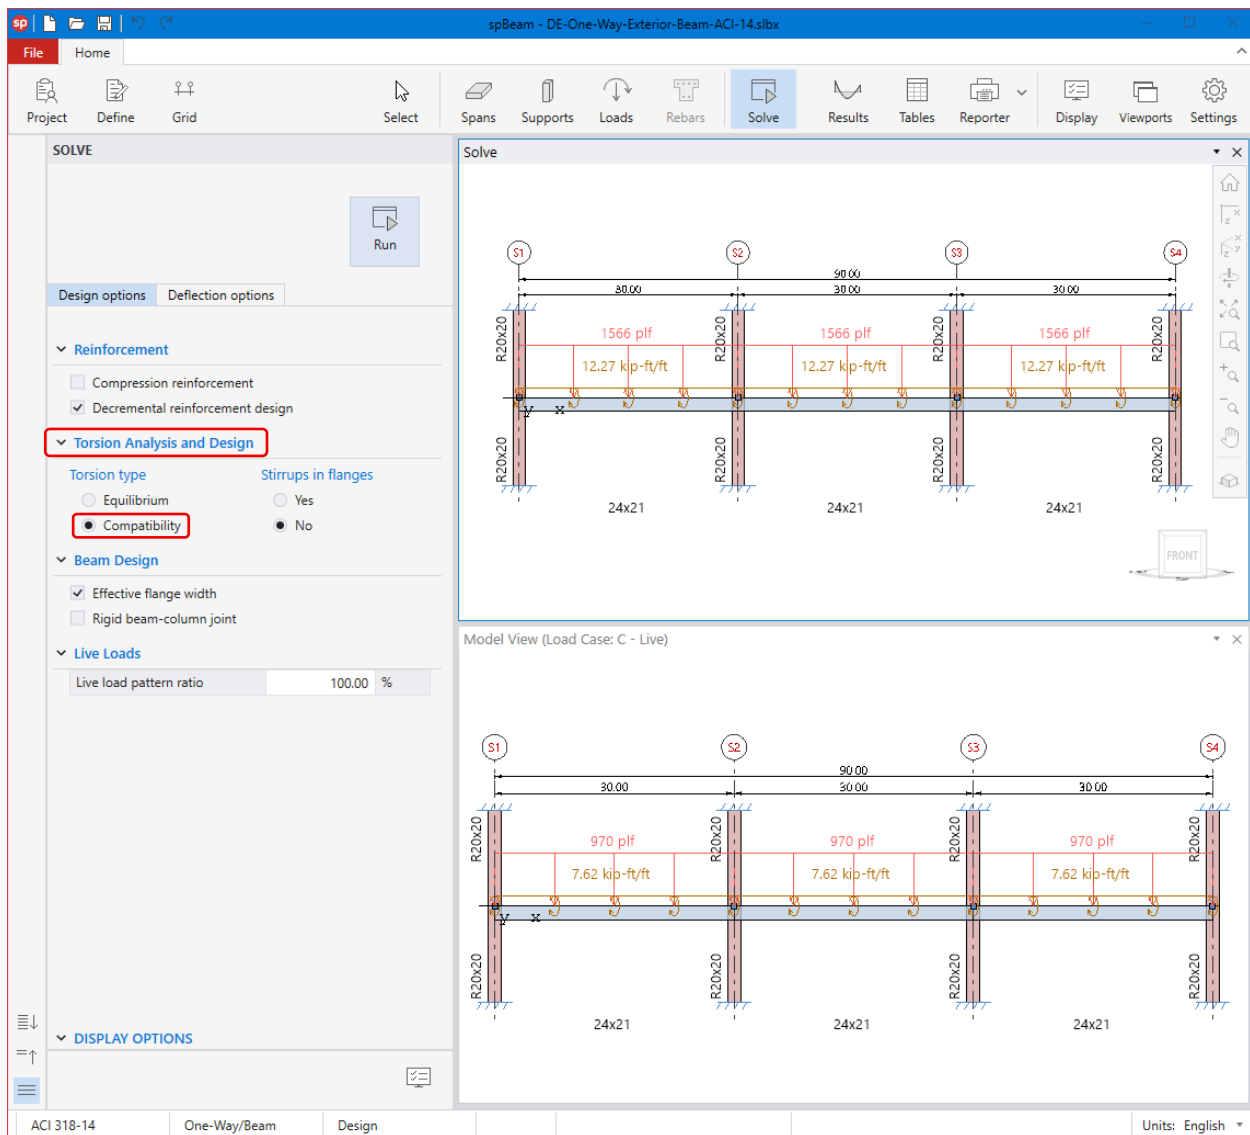 sp
spBeam - DE-One-Way-Exterior-Beam-ACI-14.slbx
File Home
Project Define Grid Select Spans Supports Loads Rebars Solve Results Tables Reporter Display Viewports Settings
SOLVE
Run
Design options Deflection options
Reinforcement
Compression reinforcement
Decremental reinforcement design
Torsion Analysis and Design
Torsion type Stirrups in flanges
Equilibrium Yes
Compatibility No
Beam Design
Effective flange width
Rigid beam-column joint
Live Loads
Live load pattern ratio 100.00 %
DISPLAY OPTIONS
Solve
S1 S2 S3 S4
90.00
30.00 30.00 30.00
R20x20 R20x20 R20x20 R20x20
1566 plf 1566 plf 1566 plf
12.27 kip-ft/ft 12.27 kip-ft/ft 12.27 kip-ft/ft
y x
R20x20 R20x20 R20x20 R20x20
24x21 24x21 24x21
FRONT
Model View (Load Case: C - Live)
S1 S2 S3 S4
90.00
30.00 30.00 30.00
R20x20 R20x20 R20x20 R20x20
970 plf 970 plf 970 plf
7.62 kip-ft/ft 7.62 kip-ft/ft 7.62 kip-ft/ft
y x
R20x20 R20x20 R20x20 R20x20
24x21 24x21 24x21
ACI 318-14 One-Way/Beam Design Units: English